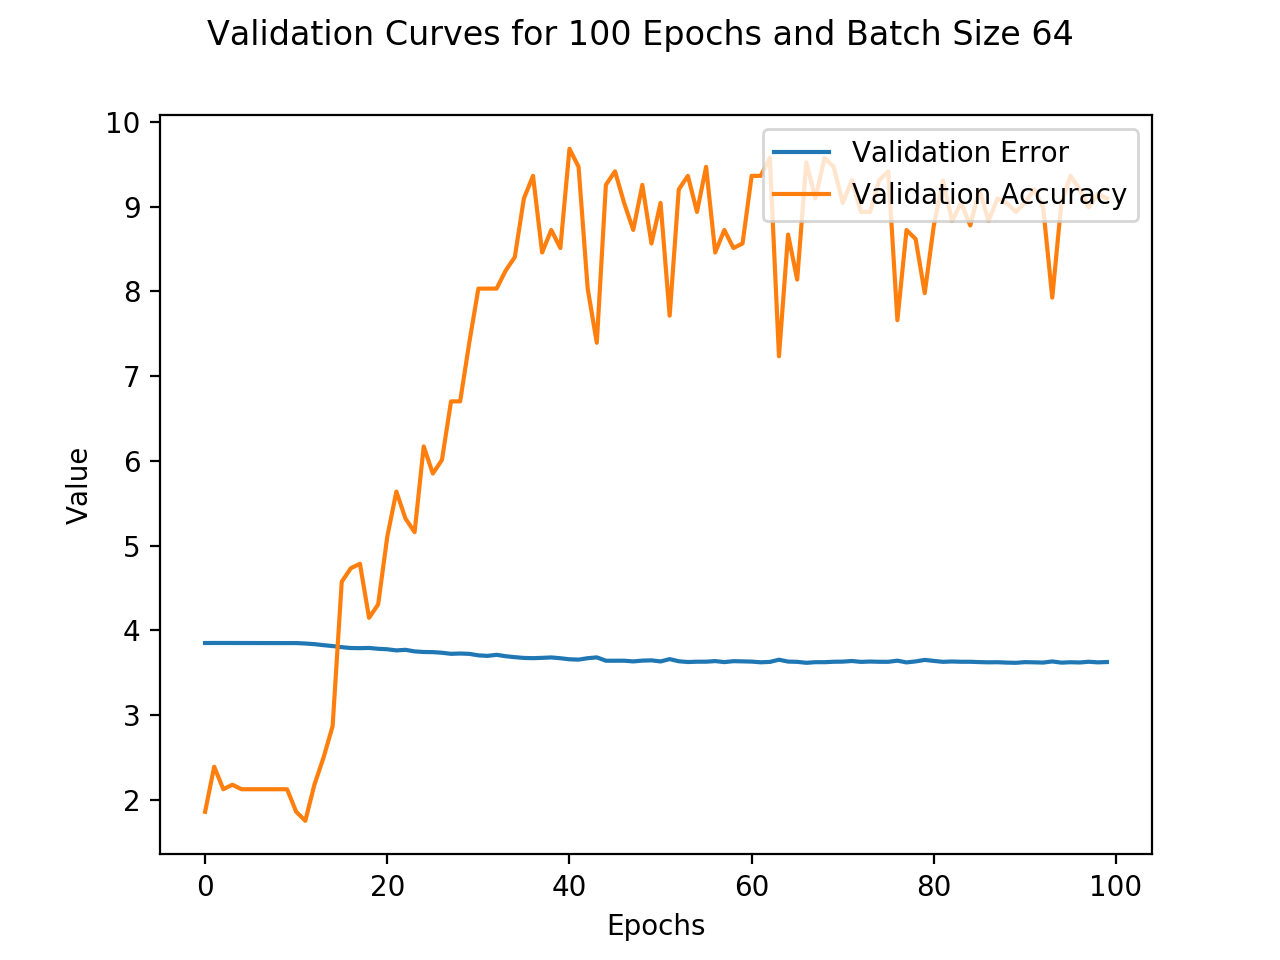 Validation Curves for 100 Epochs and Batch Size 64
10
9
8
7
6
5
4
3
2
Value
Validation Error
Validation Accuracy
0 20 40 60 80 100
Epochs